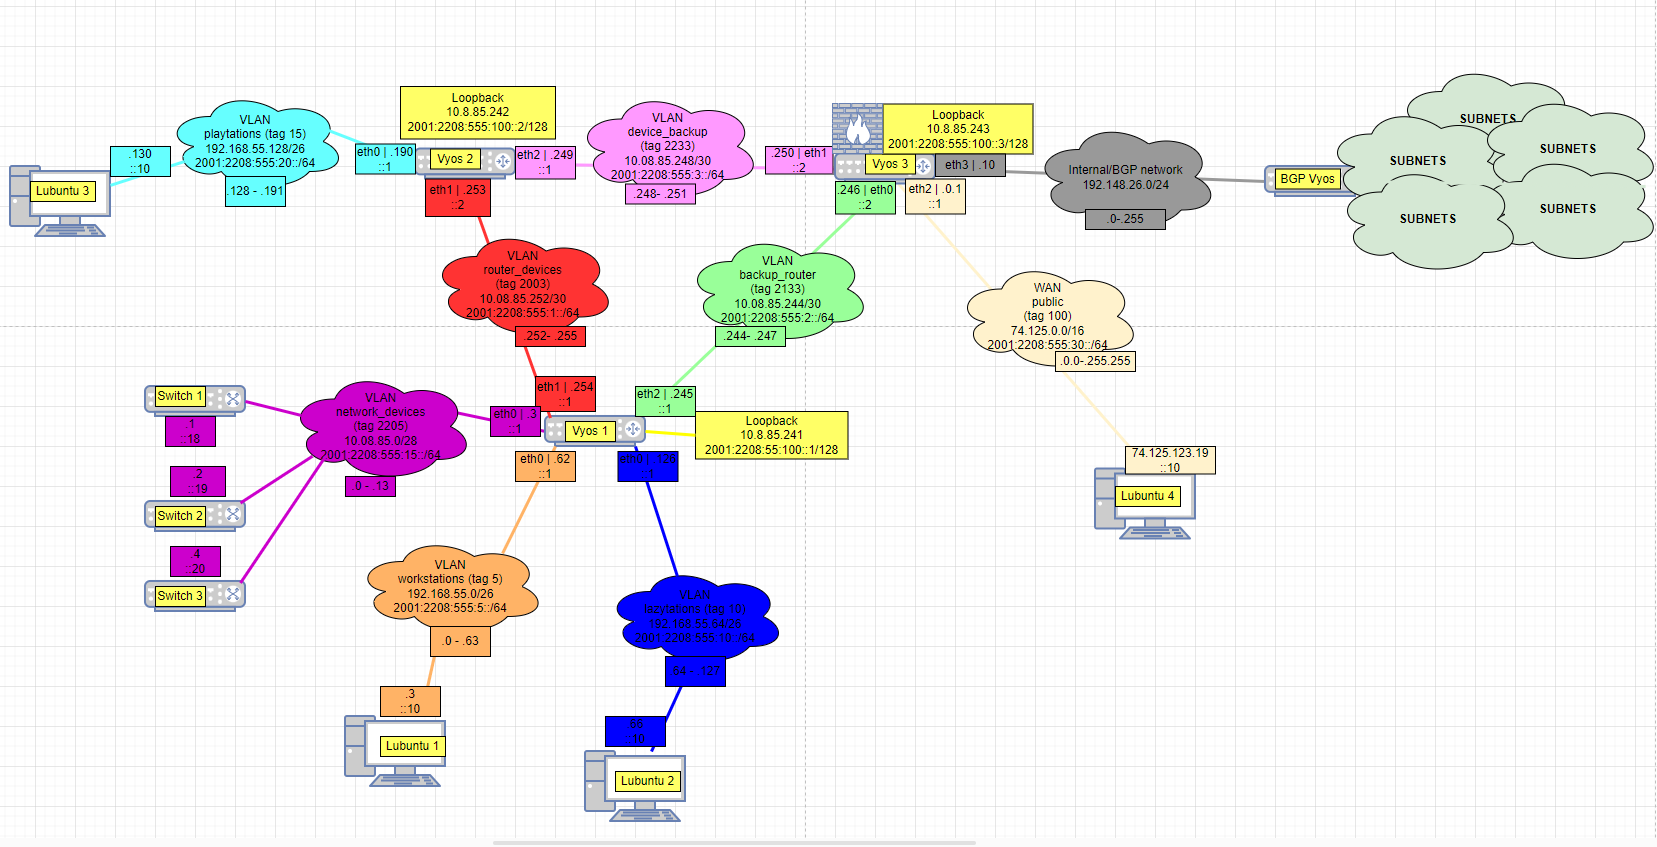 Lubuntu 3
.130
::10
VLAN
playtations (tag 15)
192.168.55.128/26
2001:2208:555:20::/64
.128 - .191
eth0 | .190
::1
Loopback
10.8.85.242
2001:2208:555:100::2/128
Vyos 2
eth2 | .249
::1
eth1 | .253
::2
VLAN
device_backup
(tag 2233)
10.08.85.248/30
2001:2208:555:3::/64
.248- .251
.250 | eth1
::2
Loopback
10.8.85.243
2001:2208:555:100::3/128
Vyos 3
eth3 | .10
.246 | eth0
::2
eth2 | .0.1
::1
Internal/BGP network
192.148.26.0/24
.0-.255
BGP Vyos
SUBNETS
SUBNETS
SUBNETS
SUBNETS
SUBNETS
VLAN
router_devices
(tag 2003)
10.08.85.252/30
2001:2208:555:1::/64
.252- .255
VLAN
backup_router
(tag 2133)
10.08.85.244/30
2001:2208:555:2::/64
.244- .247
WAN
public
(tag 100)
74.125.0.0/16
2001:2208:555:30::/64
.0.0-.255.255
Switch 1
.1
::18
.2
::19
Switch 2
.4
::20
Switch 3
VLAN
network_devices
(tag 2205)
10.08.85.0/28
2001:2208:555:15::/64
.0 - .13
eth0 | .3
::1
eth1 | .254
::1
eth2 | .245
::1
Vyos 1
Loopback
10.8.85.241
2001:2208:55:100::1/128
eth0 | .62
::1
eth0 | .126
::1
74.125.123.19
::10
Lubuntu 4
VLAN
workstations (tag 5)
192.168.55.0/26
2001:2208:555:5::/64
.0 - .63
VLAN
lazytations (tag 10)
192.168.55.64/26
2001:2208:555:10::/64
.64 - .127
.3
::10
Lubuntu 1
::10
Lubuntu 2